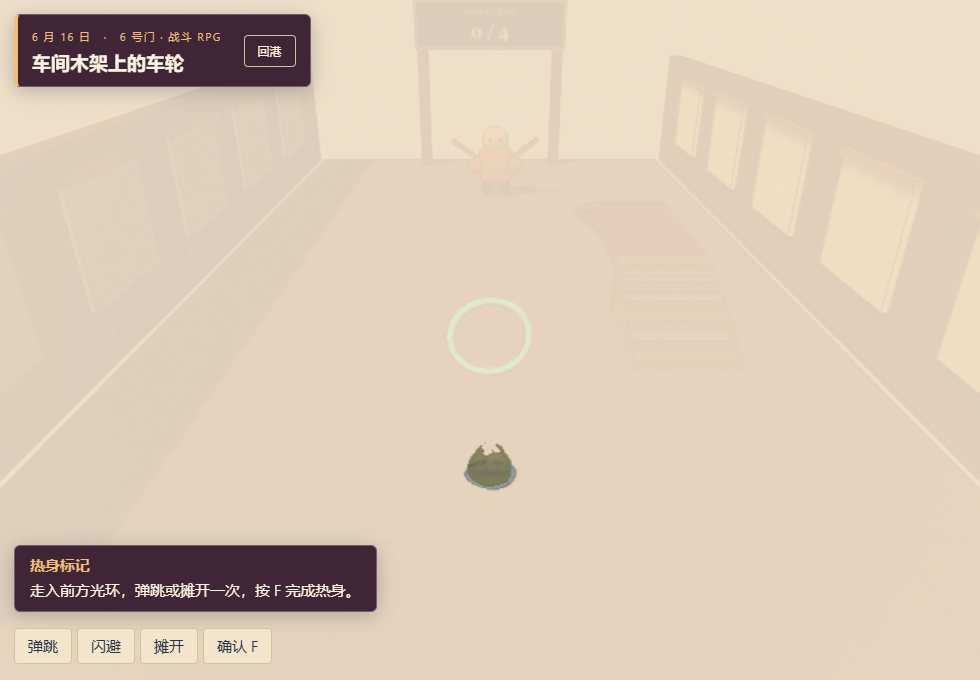 6 月 16 日 · 6 号门 · 战斗 RPG
车间木架上的车轮
回港
0/4
热身标记
走入前方光环，弹跳或摊开一次，按 F 完成热身。
弹跳
闪避
摊开
确认 F